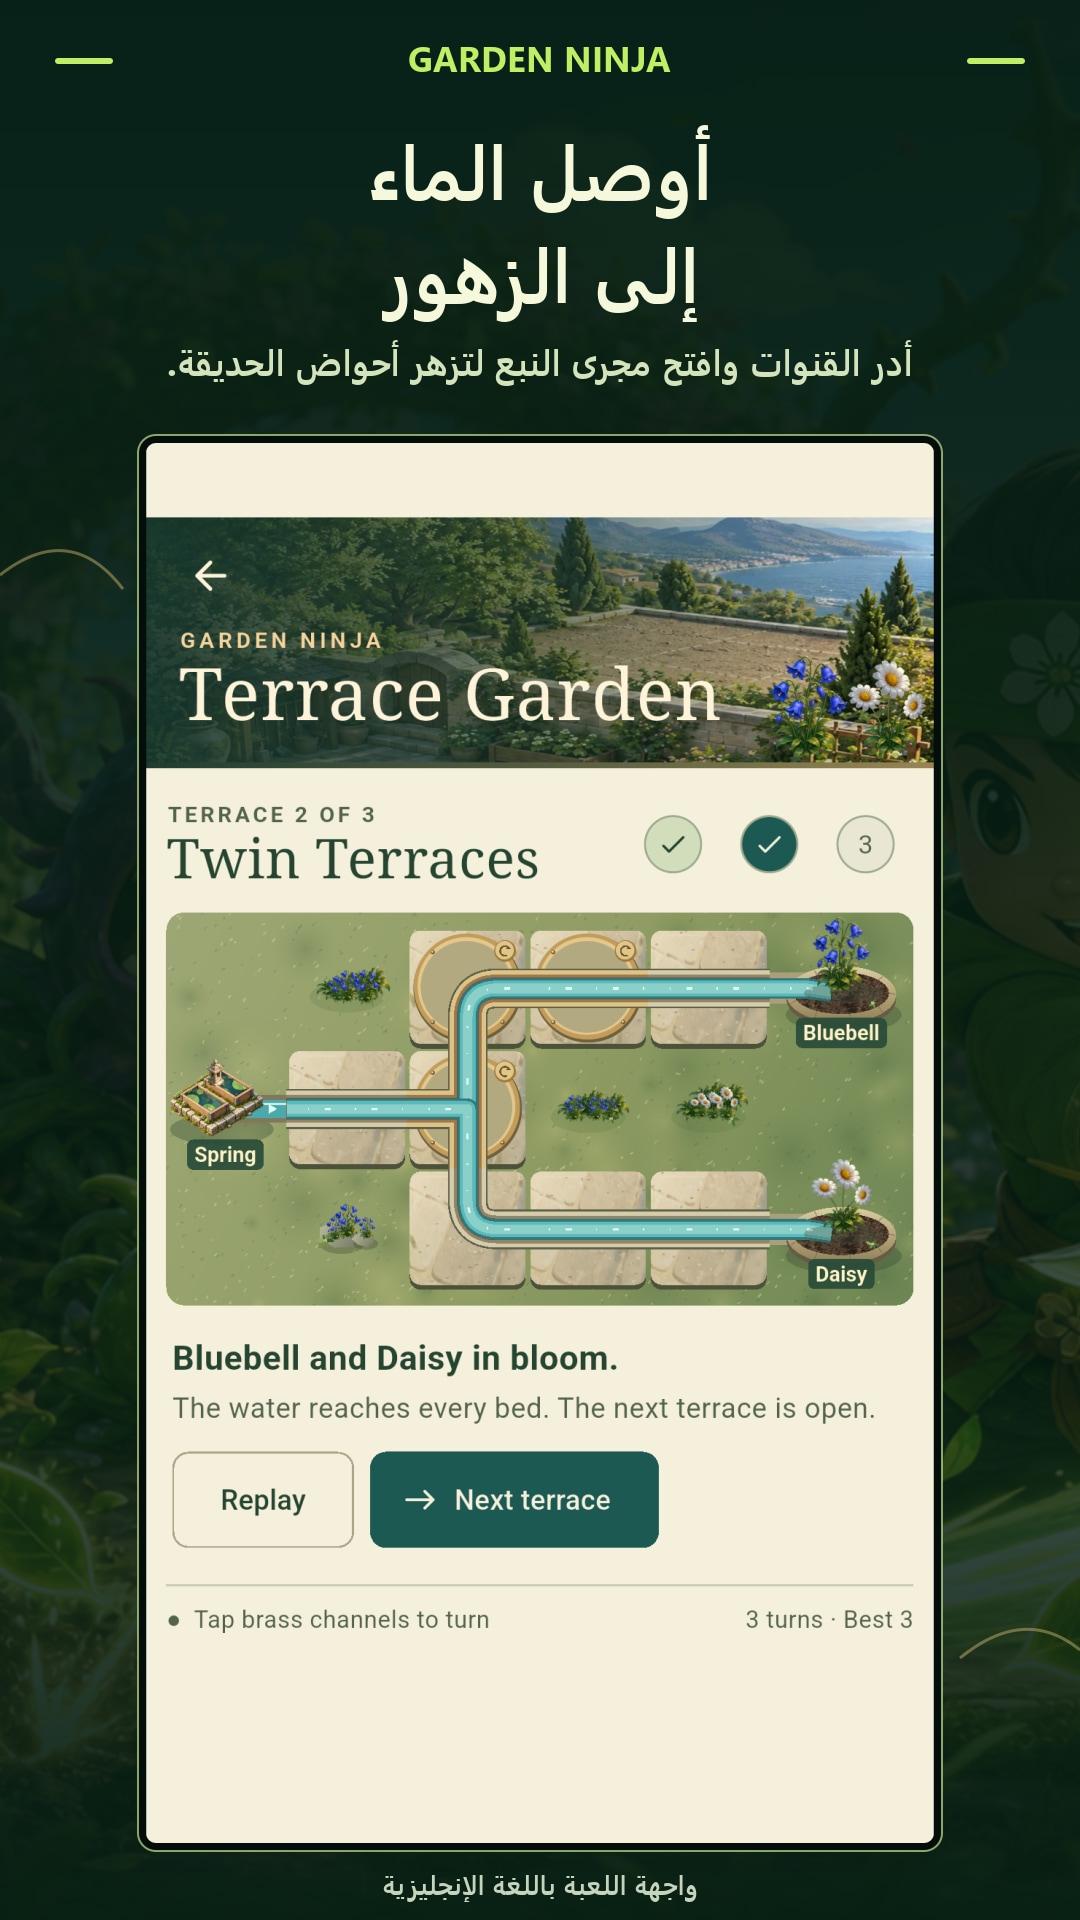 GARDEN NINJA
أوصل الماء
إلى الزهور
أدر القنوات وافتح مجرى النبع لتزهر أحواض الحديقة.
GARDEN NINJA
Terrace Garden
TERRACE 2 OF 3
Twin Terraces
3
Bluebell
Spring
Daisy
Bluebell and Daisy in bloom.
The water reaches every bed. The next terrace is open.
Replay
Next terrace
Tap brass channels to turn
3 turns · Best 3
واجهة اللعبة باللغة الإنجليزية